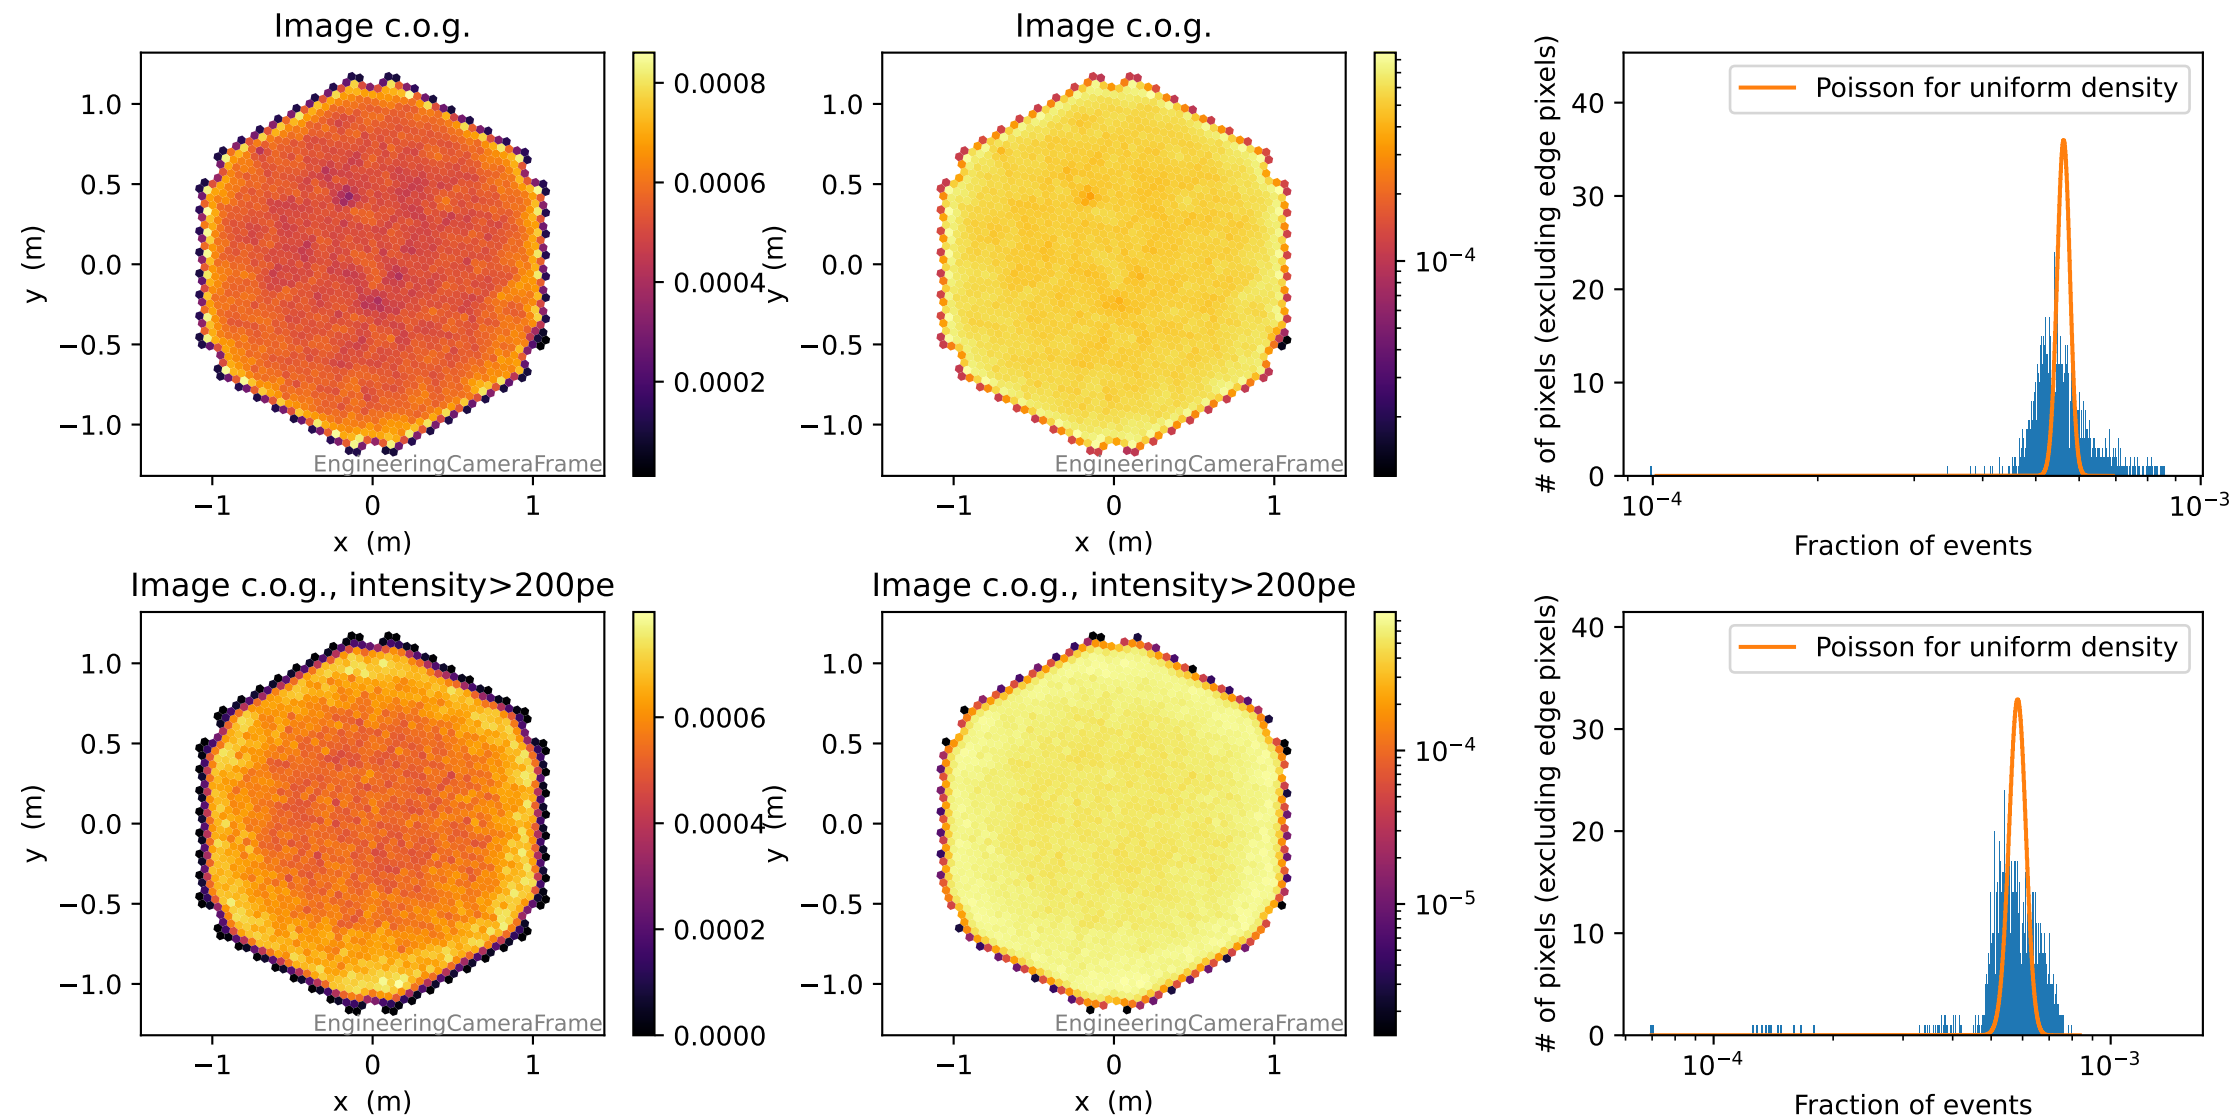 Image c.o.g.
1.0
0.5
0.0
−0.5
−1.0
y (m)
−1
0
1
x (m)
EngineeringCameraFrame
0.0008
0.0006
0.0004
0.0002
Image c.o.g.
1.0
0.5
0.0
−0.5
−1.0
y (m)
−1
0
1
x (m)
EngineeringCameraFrame
10⁻⁴
# of pixels (excluding edge pixels)
40
30
20
10
0
Poisson for uniform density
10⁻⁴
10⁻³
Fraction of events
Image c.o.g., intensity>200pe
1.0
0.5
0.0
−0.5
−1.0
y (m)
−1
0
1
x (m)
EngineeringCameraFrame
0.0006
0.0004
0.0002
0.0000
Image c.o.g., intensity>200pe
1.0
0.5
0.0
−0.5
−1.0
y (m)
−1
0
1
x (m)
EngineeringCameraFrame
10⁻⁴
10⁻⁵
# of pixels (excluding edge pixels)
40
30
20
10
0
Poisson for uniform density
10⁻⁴
10⁻³
Fraction of events